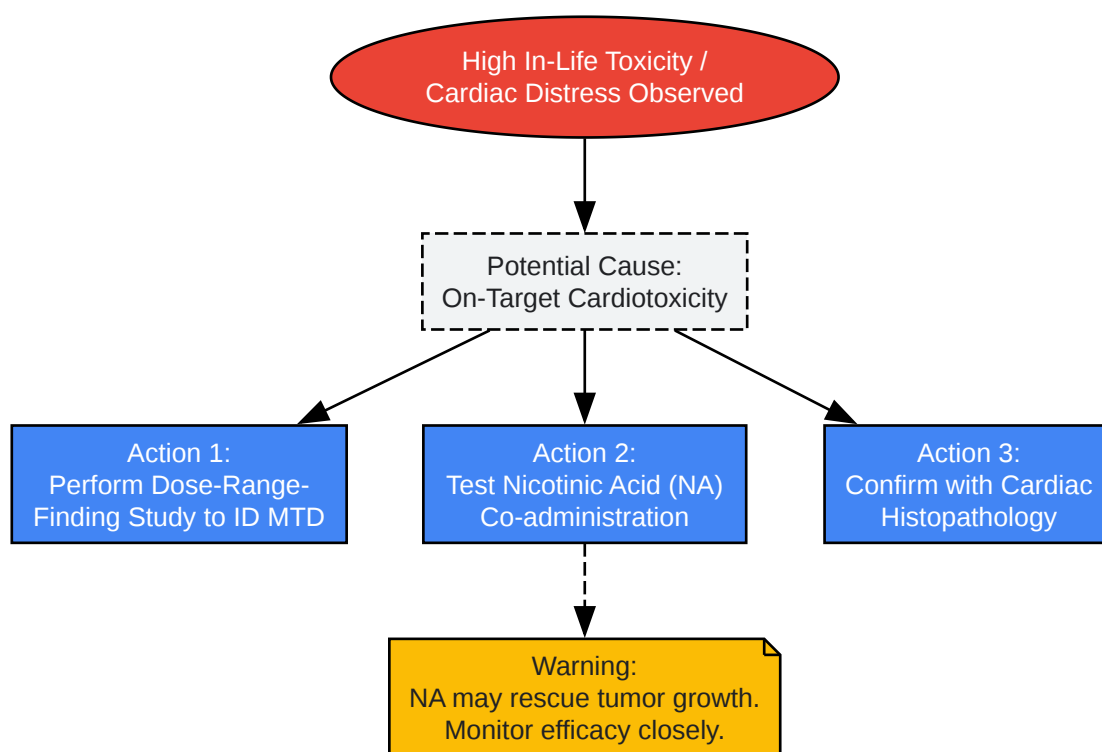 High In-Life Toxicity /
Cardiac Distress Observed
Potential Cause:
On-Target Cardiotoxicity
Action 1:
Perform Dose-Range-
Finding Study to ID MTD
Action 2:
Test Nicotinic Acid (NA)
Co-administration
Action 3:
Confirm with Cardiac
Histopathology
Warning:
NA may rescue tumor growth.
Monitor efficacy closely.